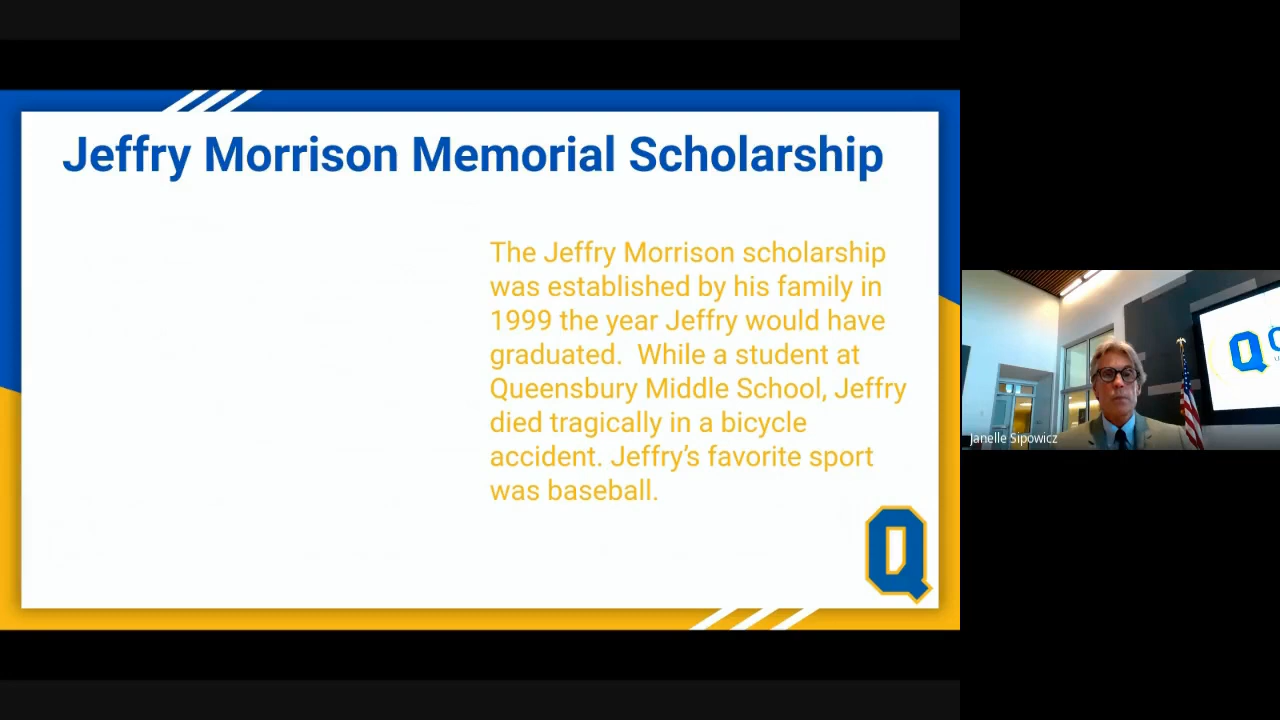 Jeffry Morrison Memorial Scholarship
The Jeffry Morrison scholarship
was established by his family in
1999 the year Jeffry would have
graduated.  While a student at
Queensbury Middle School, Jeffry
died tragically in a bicycle
accident. Jeffry’s favorite sport
was baseball.
Q
Q
Janelle Sipowicz